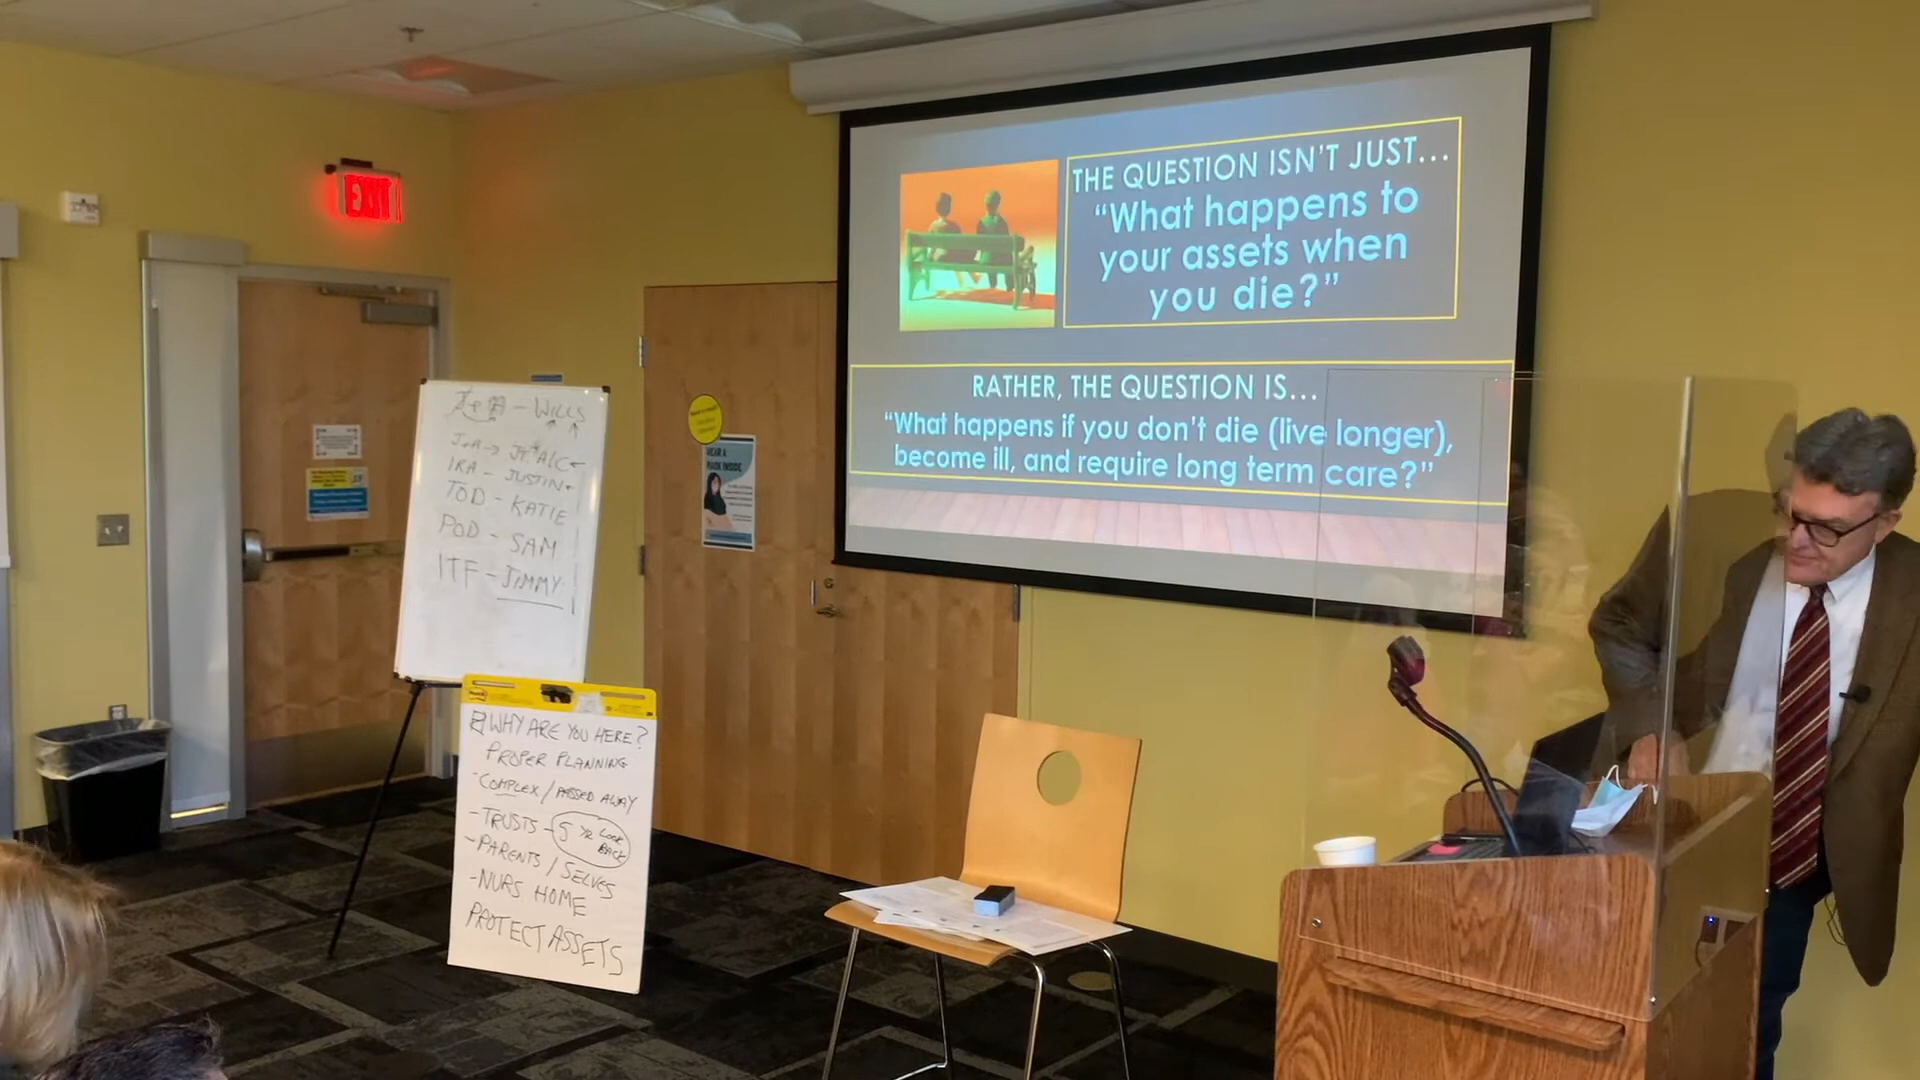 EXIT
THE QUESTION ISN'T JUST...
"What happens to
your assets when
you die?"
RATHER, THE QUESTION IS...
"What happens if you don't die (live longer),
become ill, and require long term care?"
- WILLS
IRA - JUSTIN
TOD - KATIE
POD - SAM
ITF - JIMMY
WEAR A
MASK INSIDE
WHY ARE YOU HERE?
PROPER PLANNING
- COMPLEX / PASSED AWAY
- TRUSTS - 5 YR LOOK
BACK
- PARENTS / SELVES
- NURS HOME
PROTECT ASSETS